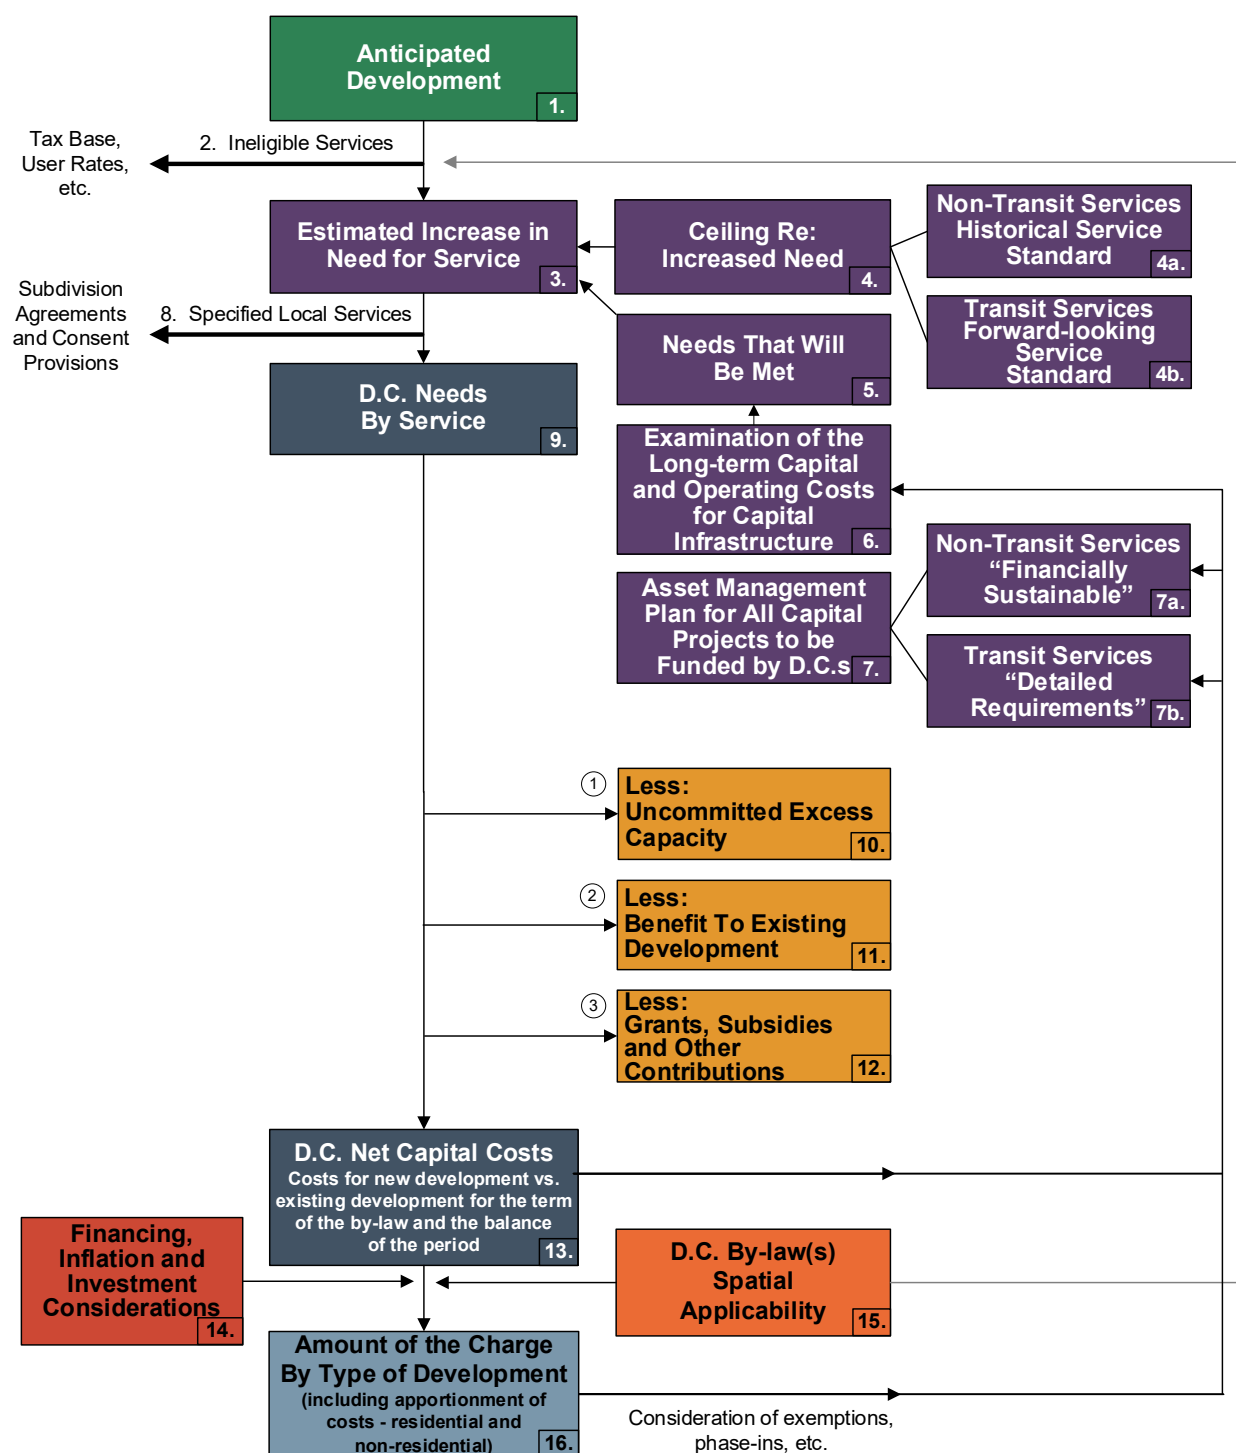 Anticipated
Development
1.
Tax Base,
User Rates,
etc.
2. Ineligible Services
Estimated Increase in
Need for Service
3.
Ceiling Re:
Increased Need
4.
Non-Transit Services
Historical Service
Standard
4a.
Transit Services
Forward-looking
Service
Standard
4b.
Subdivision
Agreements
and Consent
Provisions
8. Specified Local Services
Needs That Will
Be Met
5.
D.C. Needs
By Service
9.
Examination of the
Long-term Capital
and Operating Costs
for Capital
Infrastructure
6.
Asset Management
Plan for All Capital
Projects to be
Funded by D.C.s
7.
Non-Transit Services
“Financially
Sustainable”
7a.
Transit Services
“Detailed
Requirements”
7b.
1
Less:
Uncommitted Excess
Capacity
10.
2
Less:
Benefit To Existing
Development
11.
3
Less:
Grants, Subsidies
and Other
Contributions
12.
D.C. Net Capital Costs
Costs for new development vs.
existing development for the term
of the by-law and the balance
of the period
13.
Financing,
Inflation and
Investment
Considerations
14.
D.C. By-law(s)
Spatial
Applicability
15.
Amount of the Charge
By Type of Development
(including apportionment of
costs - residential and
non-residential)
16.
Consideration of exemptions,
phase-ins, etc.